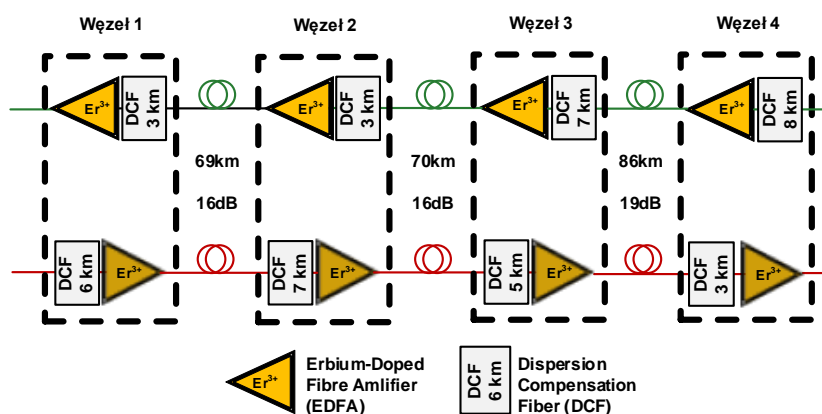 Węzeł 1
Węzeł 2
Węzeł 3
Węzeł 4
Er3+
DCF
3 km
Er3+
DCF
3 km
Er3+
DCF
7 km
Er3+
DCF
8 km
69km
16dB
70km
16dB
86km
19dB
DCF
6 km
Er3+
DCF
7 km
Er3+
DCF
5 km
Er3+
DCF
3 km
Er3+
Er3+
Erbium-Doped
Fibre Amlifier
(EDFA)
DCF
6 km
Dispersion
Compensation
Fiber (DCF)